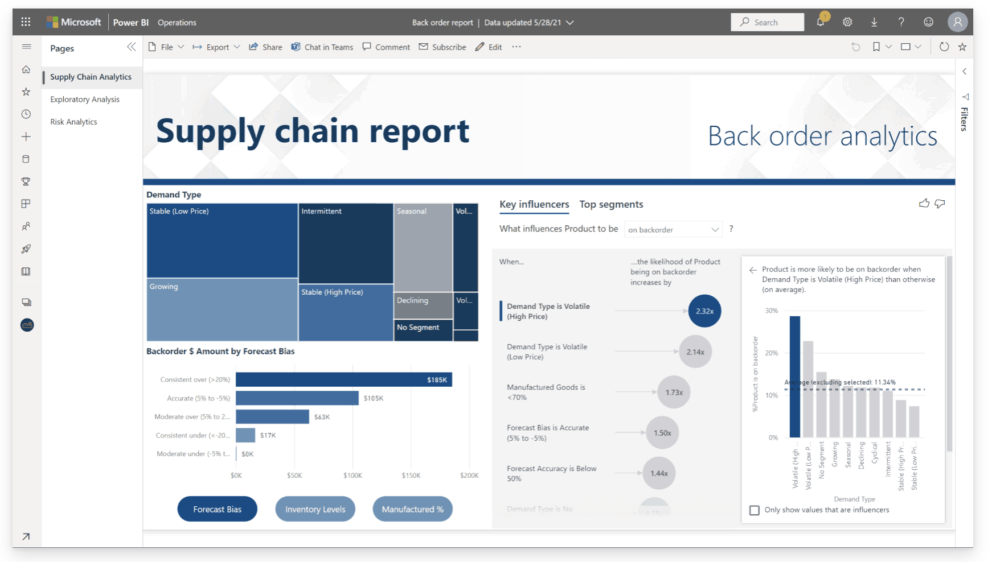 Microsoft Power BI Operations
Back order report | Data updated 5/28/21
Search
1
Pages
File Export Share Chat in Teams Comment Subscribe Edit ...
Supply Chain Analytics
Exploratory Analysis
Risk Analytics
Filters
Supply chain report
Back order analytics
Demand Type
Stable (Low Price)
Growing
Intermittent
Stable (High Price)
Seasonal
Declining
No Segment
Vol...
Vol...
Backorder $ Amount by Forecast Bias
Consistent over (>20%) $185K
Accurate (5% to -5%) $105K
Moderate over (5% to 2... $63K
Consistent under (<-20... $17K
Moderate under (-5% t... $0K
$0K $50K $100K $150K $200K
Forecast Bias Inventory Levels Manufactured %
Key influencers Top segments
What influences Product to be on backorder ?
When...
....the likelihood of Product
being on backorder
increases by
Demand Type is Volatile
(High Price)
2.32x
Demand Type is Volatile
(Low Price)
2.14x
Manufactured Goods is
<70%
1.73x
Forecast Bias is Accurate
(5% to -5%)
1.50x
Forecast Accuracy is Below
50%
1.44x
Demand Type is No
Product is more likely to be on backorder when
Demand Type is Volatile (High Price) than otherwise
(on average).
%Product is on backorder
30%
20%
10%
0%
Average (excluding selected): 11.34%
Volatile (High ...
Volatile (Low P...
No Segment
Growing
Seasonal
Declining
Cyclical
Intermittent
Stable (High Pr...
Stable (Low Pri...
Demand Type
Only show values that are influencers